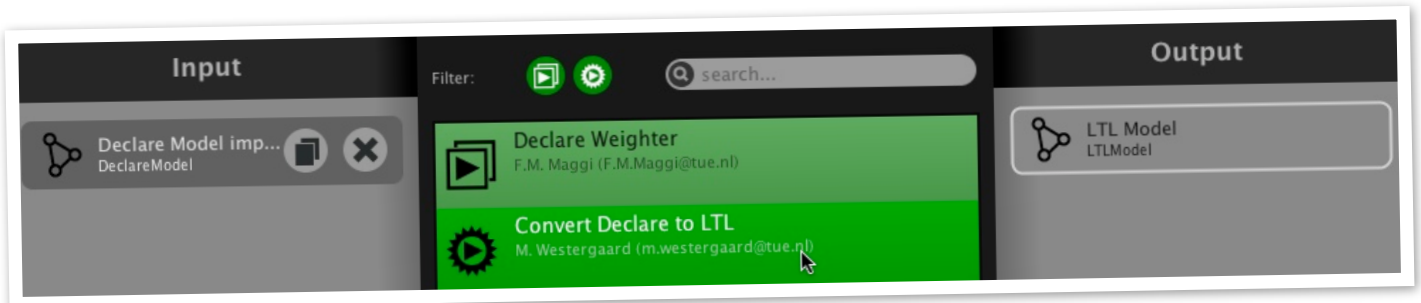 Input
Declare Model imp...
DeclareModel
Filter:
search...
Declare Weighter
F.M. Maggi (F.M.Maggi@tue.nl)
Convert Declare to LTL
M. Westergaard (m.westergaard@tue.nl)
Output
LTL Model
LTLModel